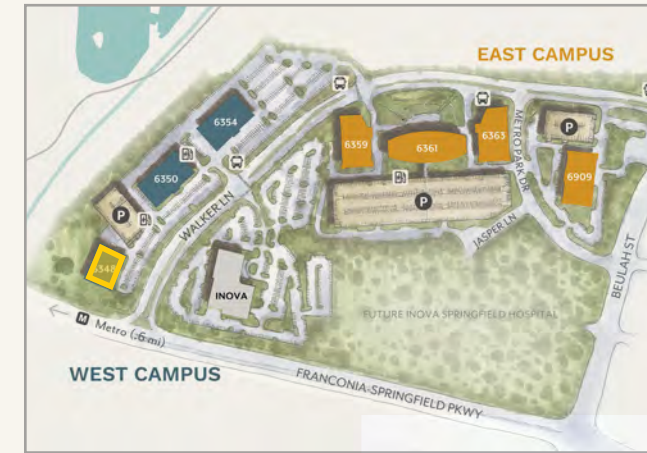 EAST CAMPUS
6354
6359
6361
6363
P
6909
6350
P
P
METRO PARK DR
WALKER LN
JASPER LN
BEULAH ST
6348
INOVA
FUTURE INOVA SPRINGFIELD HOSPITAL
M Metro (.6 mi)
WEST CAMPUS
FRANCONIA-SPRINGFIELD PKWY